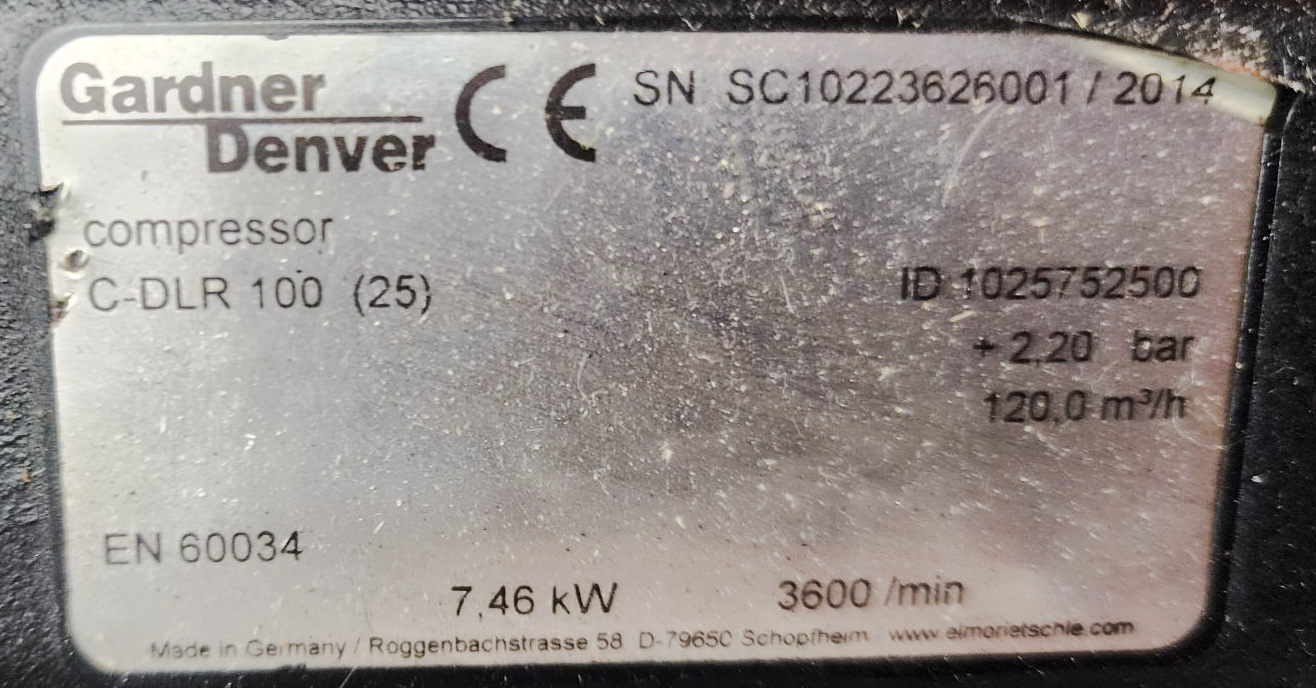 Gardner
Denver
CE
SN SC10223626001 / 2014
compressor
C-DLR 100 (25)
ID 1025752500
+ 2,20 bar
120,0 m³/h
EN 60034
7,46 kW 3600 /min
Made in Germany / Roggenbachstrasse 58 D-79650 Schopfheim www.elmorietschle.com